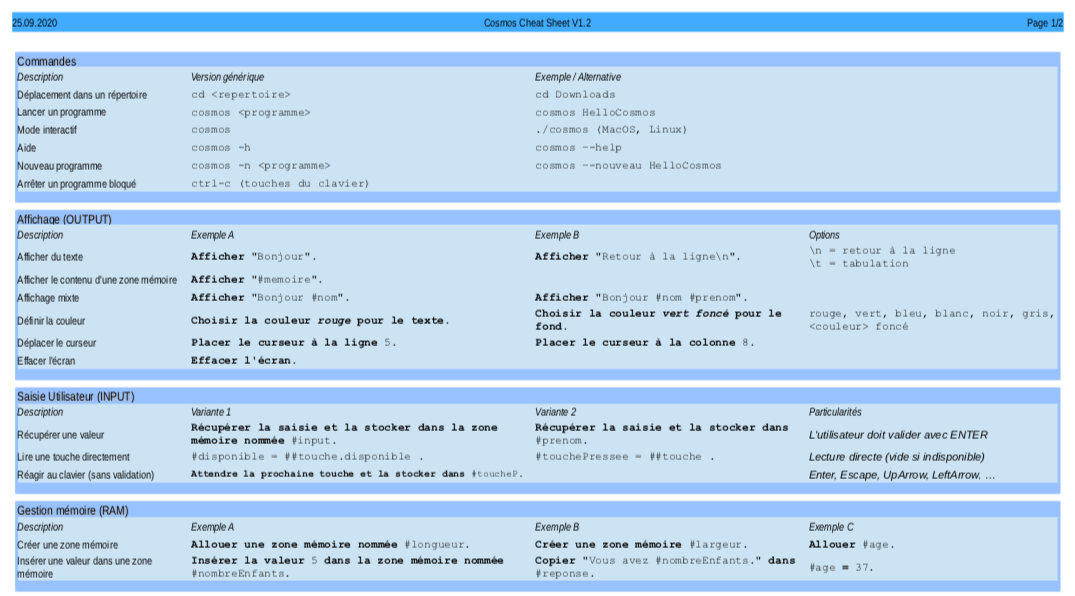 25.09.2020 Cosmos Cheat Sheet V1.2 Page 1/2
Commandes
Description Version générique Exemple / Alternative
Déplacement dans un répertoire cd <repertoire> cd Downloads
Lancer un programme cosmos <programme> cosmos HelloCosmos
Mode interactif cosmos ./cosmos (MacOS, Linux)
Aide cosmos -h cosmos --help
Nouveau programme cosmos -n <programme> cosmos --nouveau HelloCosmos
Arrêter un programme bloqué ctrl-c (touches du clavier)
Affichage (OUTPUT)
Description Exemple A Exemple B Options
Afficher du texte Afficher "Bonjour". Afficher "Retour à la ligne\n". \n = retour à la ligne
\t = tabulation
Afficher le contenu d'une zone mémoire Afficher "#memoire".
Affichage mixte Afficher "Bonjour #nom". Afficher "Bonjour #nom #prenom".
Définir la couleur Choisir la couleur rouge pour le texte. Choisir la couleur vert foncé pour le
fond. rouge, vert, bleu, blanc, noir, gris,
<couleur> foncé
Déplacer le curseur Placer le curseur à la ligne 5. Placer le curseur à la colonne 8.
Effacer l'écran Effacer l'écran.
Saisie Utilisateur (INPUT)
Description Variante 1 Variante 2 Particularités
Récupérer une valeur Récupérer la saisie et la stocker dans la zone
mémoire nommée #input. Récupérer la saisie et la stocker dans
#prenom. L'utilisateur doit valider avec ENTER
Lire une touche directement #disponible = ##touche.disponible . #touchePressee = ##touche . Lecture directe (vide si indisponible)
Réagir au clavier (sans validation) Attendre la prochaine touche et la stocker dans #toucheP. Enter, Escape, UpArrow, LeftArrow, …
Gestion mémoire (RAM)
Description Exemple A Exemple B Exemple C
Créer une zone mémoire Allouer une zone mémoire nommée #longueur. Créer une zone mémoire #largeur. Allouer #age.
Insérer une valeur dans une zone
mémoire Insérer la valeur 5 dans la zone mémoire nommée
#nombreEnfants. Copier "Vous avez #nombreEnfants." dans
#reponse. #age = 37.